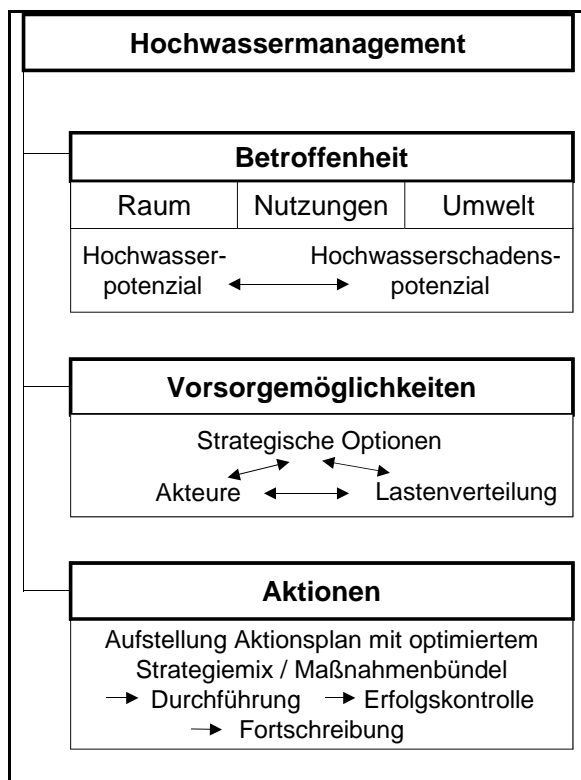 Hochwassermanagement
Betroffenheit
Raum Nutzungen Umwelt
Hochwasser-
potenzial
Hochwasserschadens-
potenzial
Vorsorgemöglichkeiten
Strategische Optionen
Akteure Lastenverteilung
Aktionen
Aufstellung Aktionsplan mit optimiertem
Strategiemix / Maßnahmenbündel
Durchführung Erfolgskontrolle
Fortschreibung